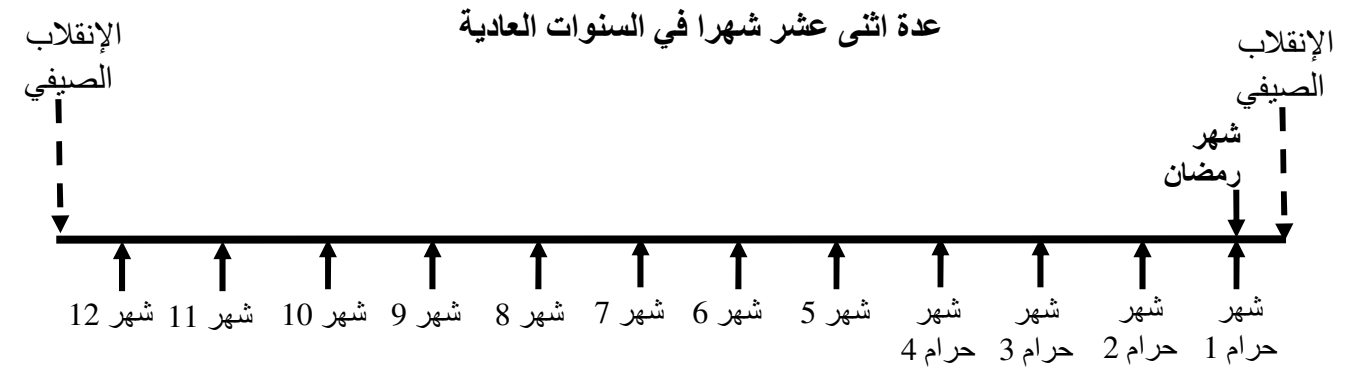 عدة اثنى عشر شهرا في السنوات العادية
الإنقلاب
الصيفي
الإنقلاب
الصيفي
شهر
رمضان
شهر
حرام 1
شهر
حرام 2
شهر
حرام 3
شهر
حرام 4
شهر 5
شهر 6
شهر 7
شهر 8
شهر 9
شهر 10
شهر 11
شهر 12